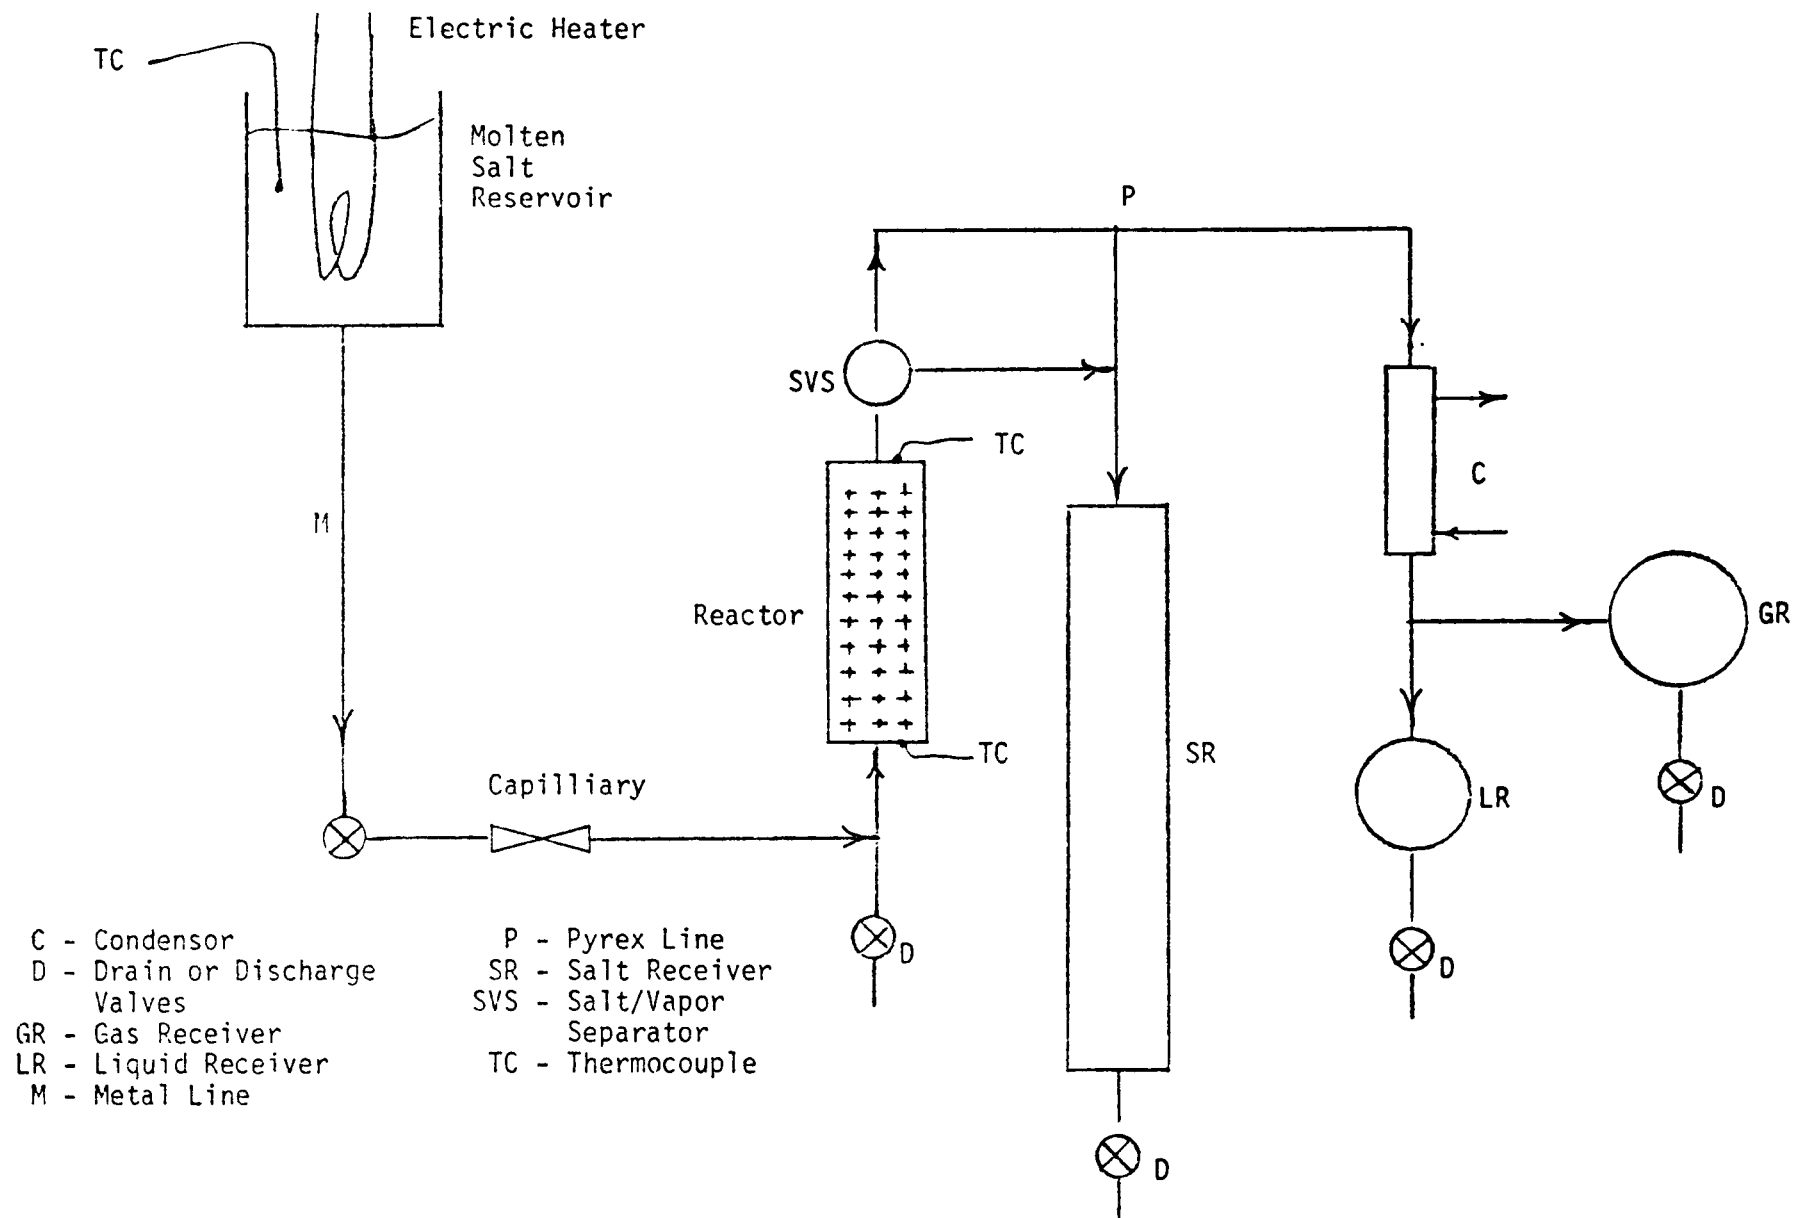 Electric Heater
TC
Molten
Salt
Reservoir
P
SVS
TC
C
M
Reactor
GR
TC
SR
Capilliary
LR
D
D
D
D
C - Condensor
D - Drain or Discharge
Valves
GR - Gas Receiver
LR - Liquid Receiver
M - Metal Line
P - Pyrex Line
SR - Salt Receiver
SVS - Salt/Vapor
Separator
TC - Thermocouple